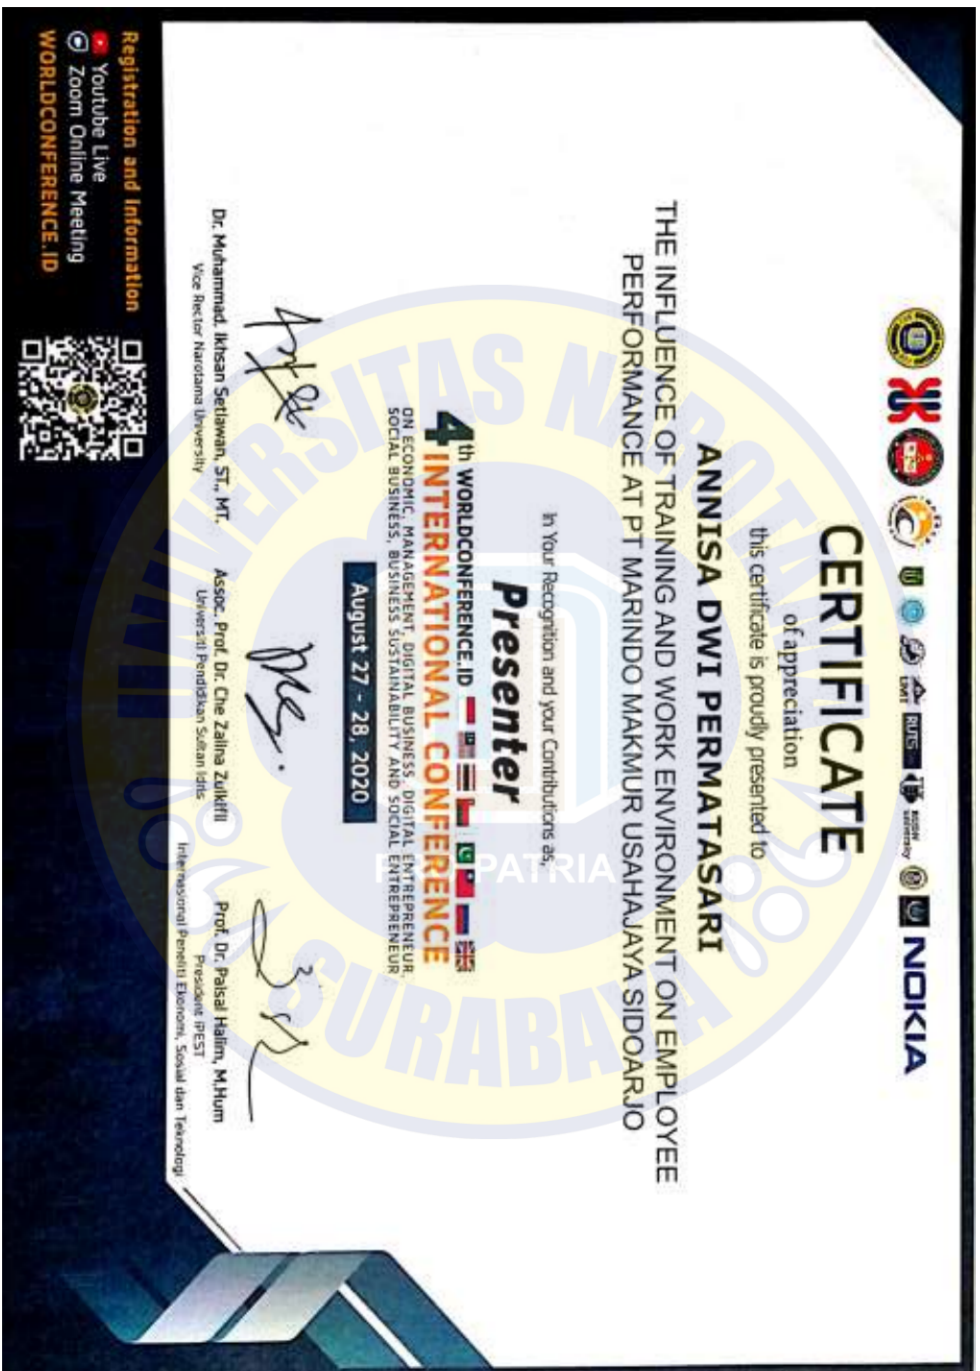 NOKIA
UMT
RUTS
CERTIFICATE
of appreciation
this certificate is proudly presented to
ANNISA DWI PERMATASARI
THE INFLUENCE OF TRAINING AND WORK ENVIRONMENT ON EMPLOYEE
PERFORMANCE AT PT MARINDO MAKMUR USAHAJAYA SIDOARJO
In Your Recognition and your Contributions as,
Presenter
4th WORLDCONFERENCE.ID
INTERNATIONAL CONFERENCE
ON ECONOMIC, MANAGEMENT, DIGITAL BUSINESS, DIGITAL ENTREPRENEUR,
SOCIAL BUSINESS, BUSINESS SUSTAINABILITY AND SOCIAL ENTREPRENEUR
August 27 - 28, 2020
Dr. Muhammad. Ikhsan Setiawan, ST., MT.
Vice Rector Narotama University
Assoc. Prof. Dr. Che Zalina Zulkifli
Universiti Pendidikan Sultan Idris
Prof. Dr. Paisal Halim, M.Hum
President iPEST
Internasional Peneliti Ekonomi, Sosial dan Teknologi
Registration and Information
Youtube Live
Zoom Online Meeting
WORLDCONFERENCE.ID
UNIVERSITAS NAROTAMA
PRO PATRIA
SURABAYA